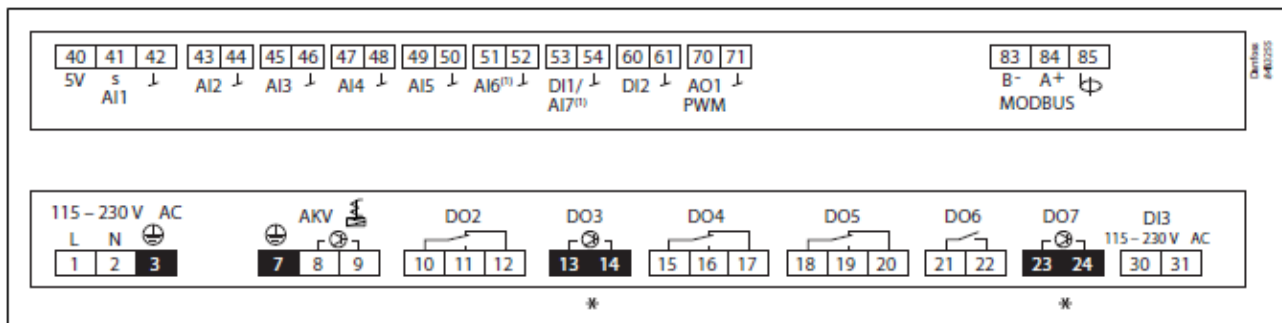 40 41 42 43 44 45 46 47 48 49 50 51 52 53 54 60 61 70 71 83 84 85
5V s AI2 AI3 AI4 AI5 AI6(1) DI1/ DI2 AO1 B- A+
AI1 AI7(1) PWM MODBUS
Danfoss
84B3255
115 – 230 V AC AKV DO2 DO3 DO4 DO5 DO6 DO7 DI3
L N 115 – 230 V AC
1 2 3 7 8 9 10 11 12 13 14 15 16 17 18 19 20 21 22 23 24 30 31
* *